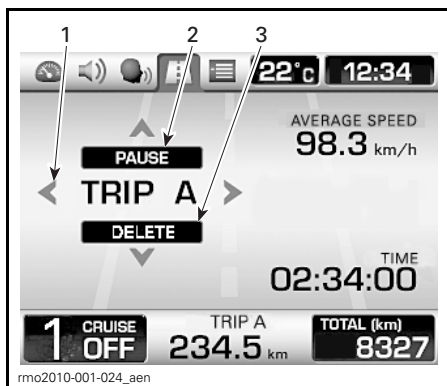 1 2 3
22°c 12:34
AVERAGE SPEED
98.3 km/h
PAUSE
TRIP A
DELETE
TIME
02:34:00
1 CRUISE OFF
TRIP A
234.5 km
TOTAL (km)
8327
rmo2010-001-024_aen